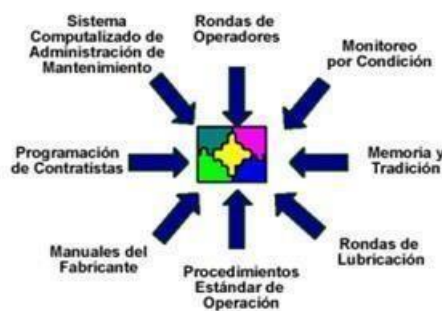 Sistema
Computalizado de
Administración de
Mantenimiento
Rondas de
Operadores
Monitoreo
por Condición
Programación
de Contratistas
Memoria y
Tradición
Manuales del
Fabricante
Procedimientos
Estándar de
Operación
Rondas de
Lubricación